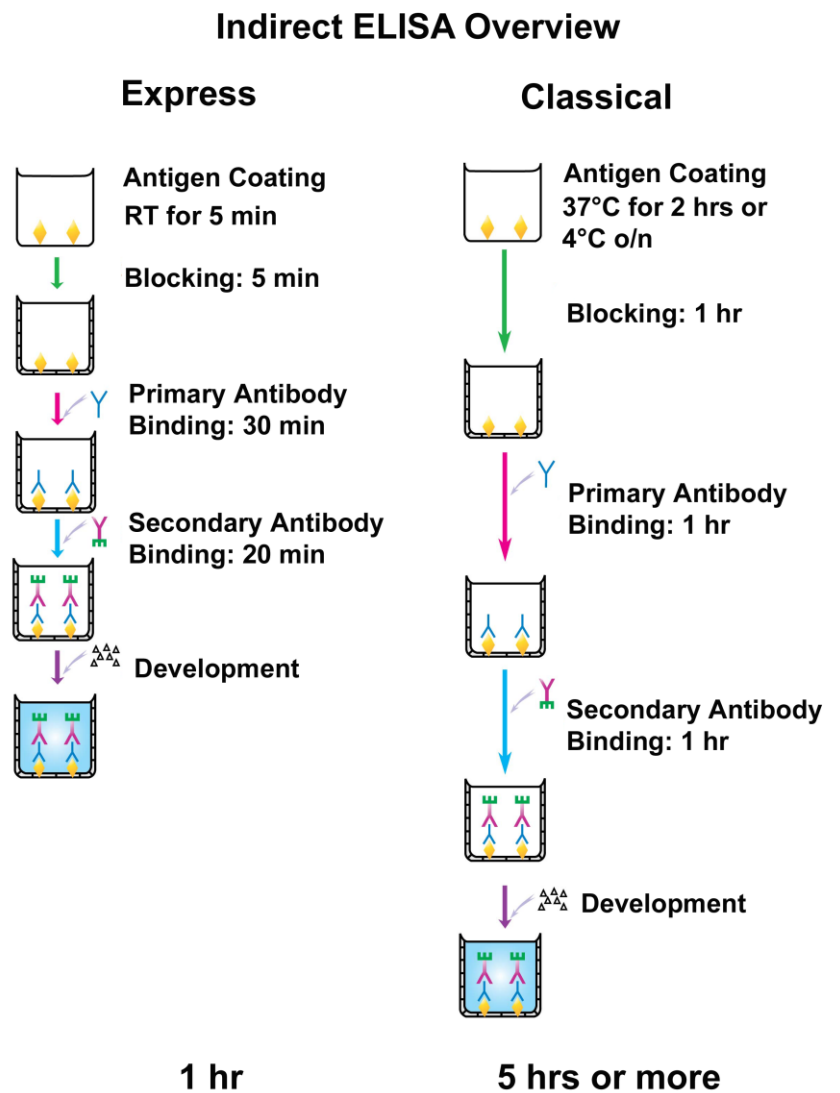 Indirect ELISA Overview
Express
Antigen Coating
RT for 5 min
Blocking: 5 min
Primary Antibody
Binding: 30 min
Secondary Antibody
Binding: 20 min
Development
1 hr
Classical
Antigen Coating
37°C for 2 hrs or
4°C o/n
Blocking: 1 hr
Primary Antibody
Binding: 1 hr
Secondary Antibody
Binding: 1 hr
Development
5 hrs or more